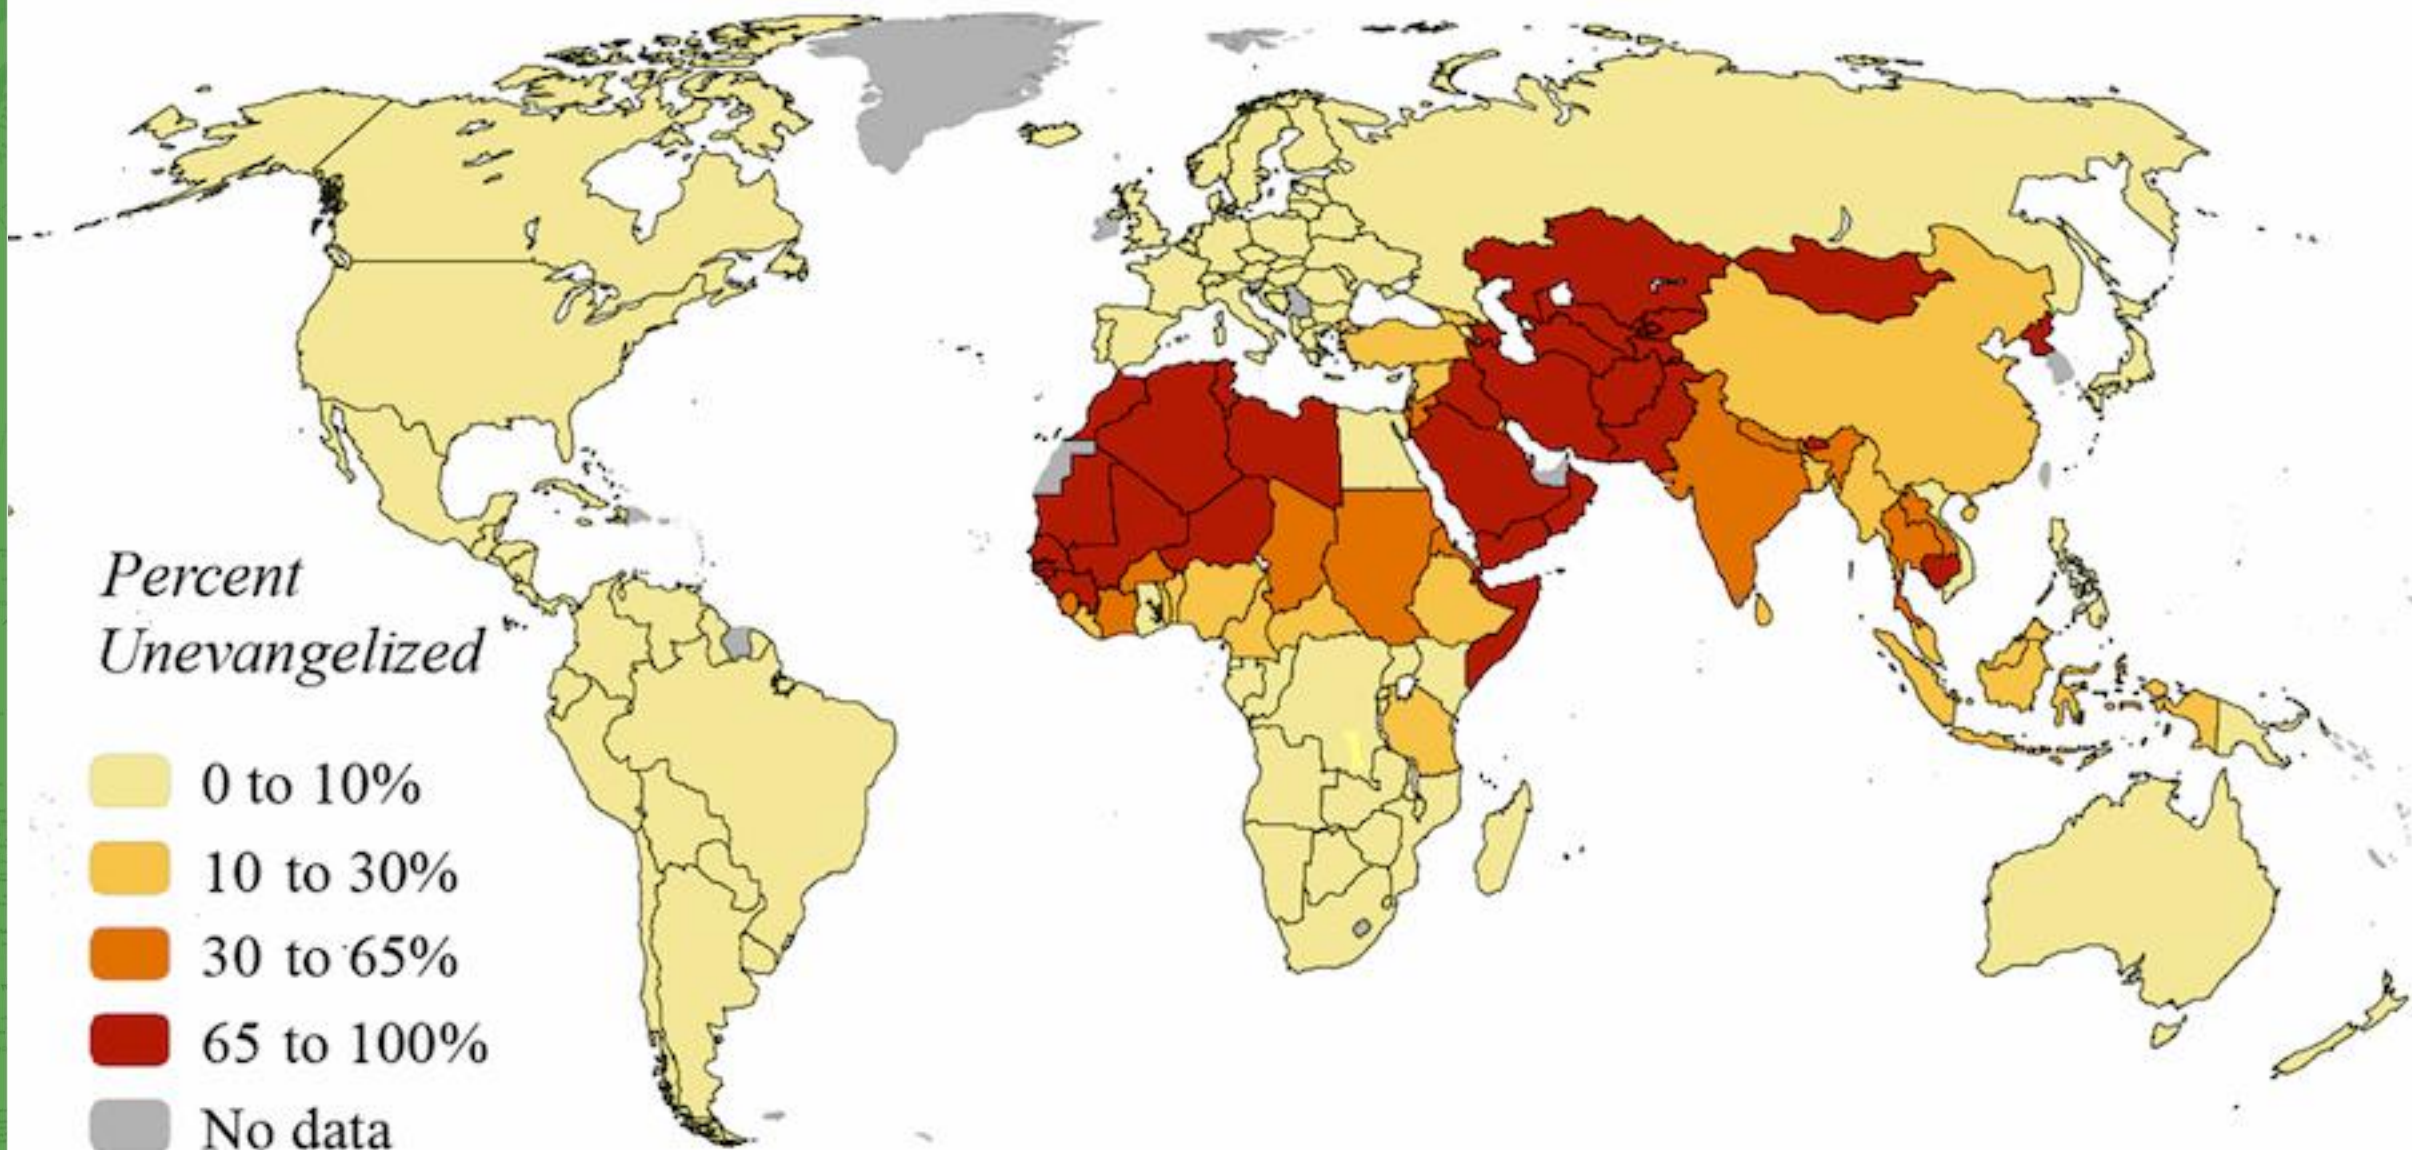 Percent
Unevangelized
0 to 10%
10 to 30%
30 to 65%
65 to 100%
No data